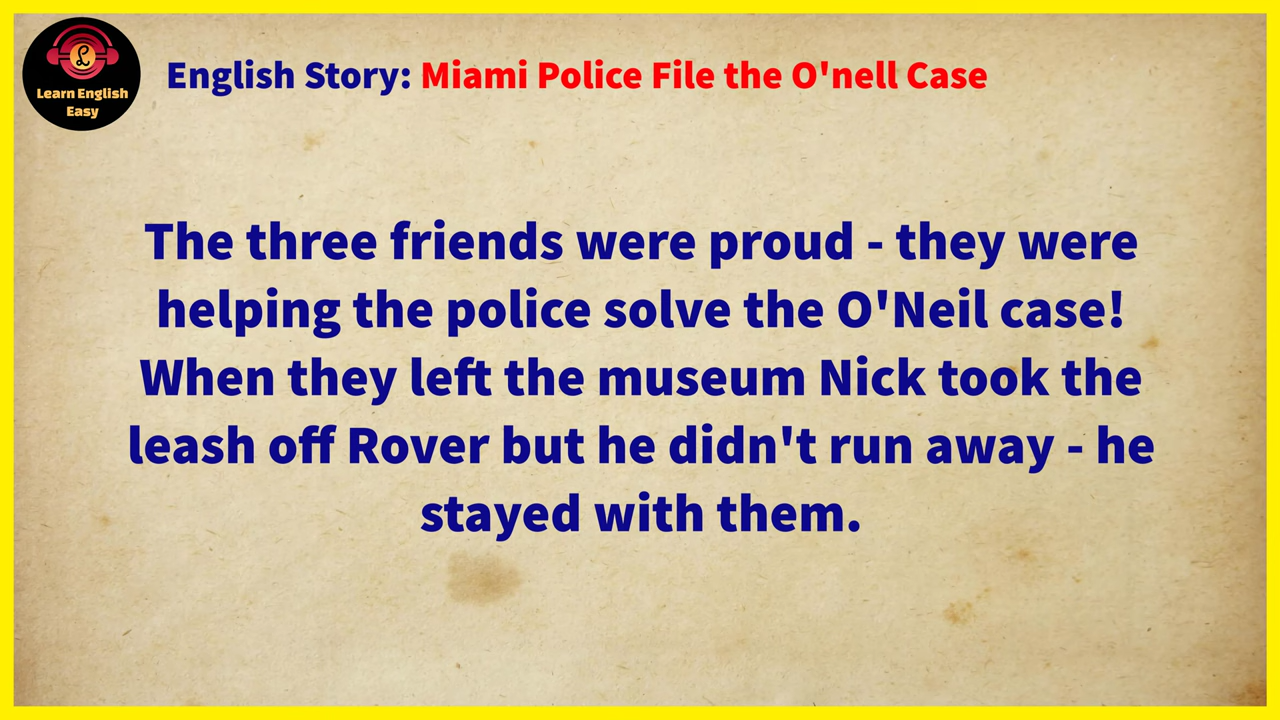 Learn English
Easy
English Story: Miami Police File the O'nell Case
The three friends were proud - they were
helping the police solve the O'Neil case!
When they left the museum Nick took the
leash off Rover but he didn't run away - he
stayed with them.